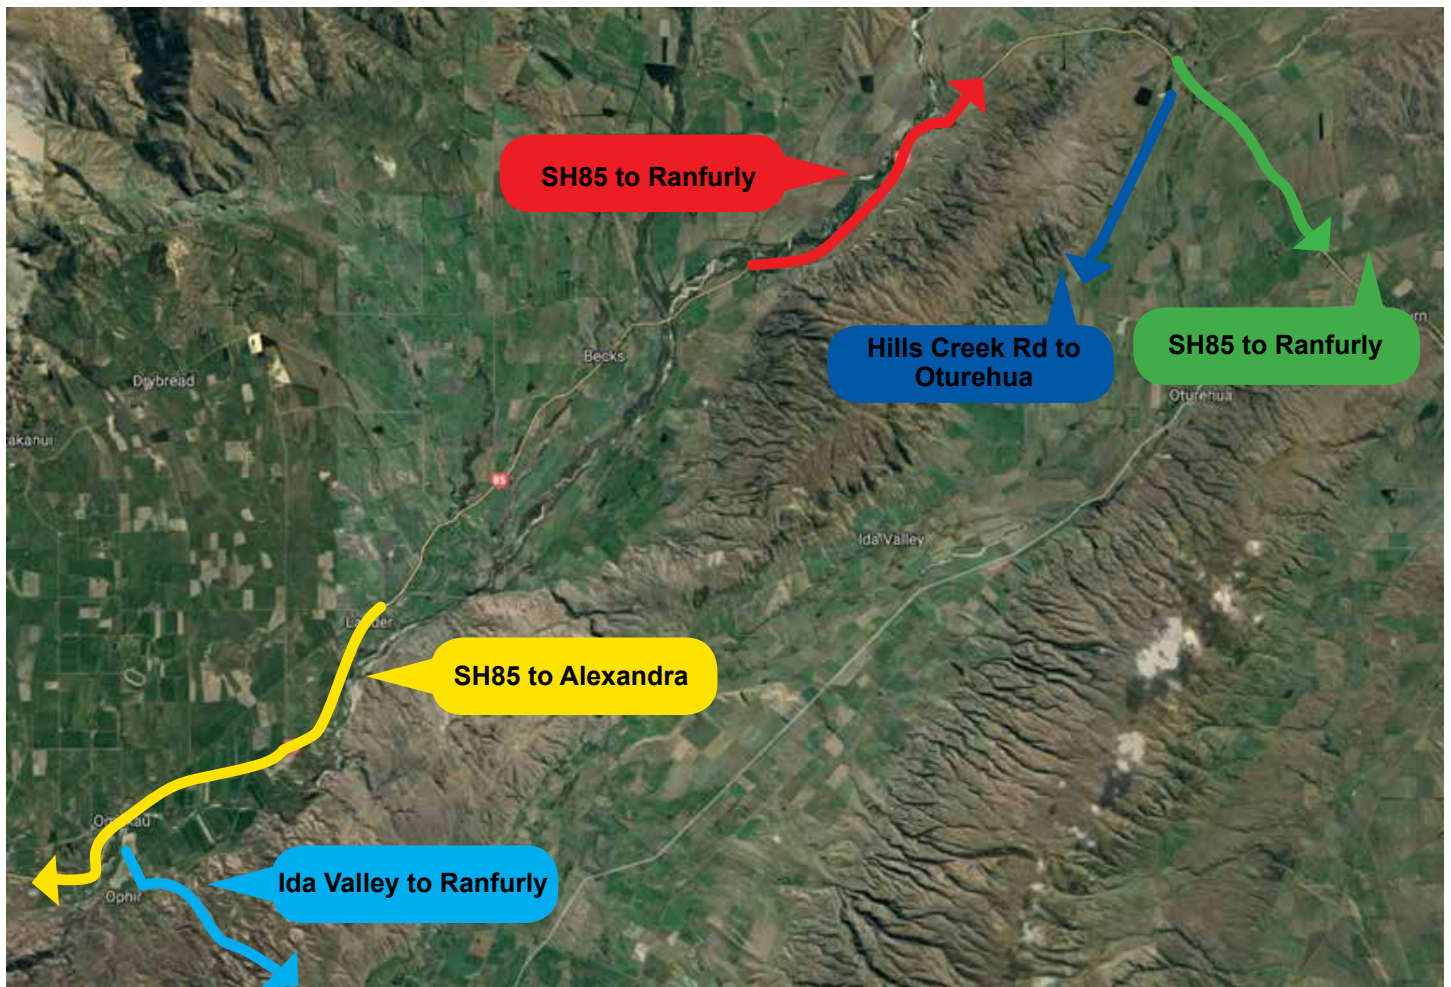 SH85 to Ranfurly
Hills Creek Rd to
Oturehua
SH85 to Ranfurly
Becks
Drybread
Oturehua
85
Ida Valley
SH85 to Alexandra
Ida Valley to Ranfurly
Ophir